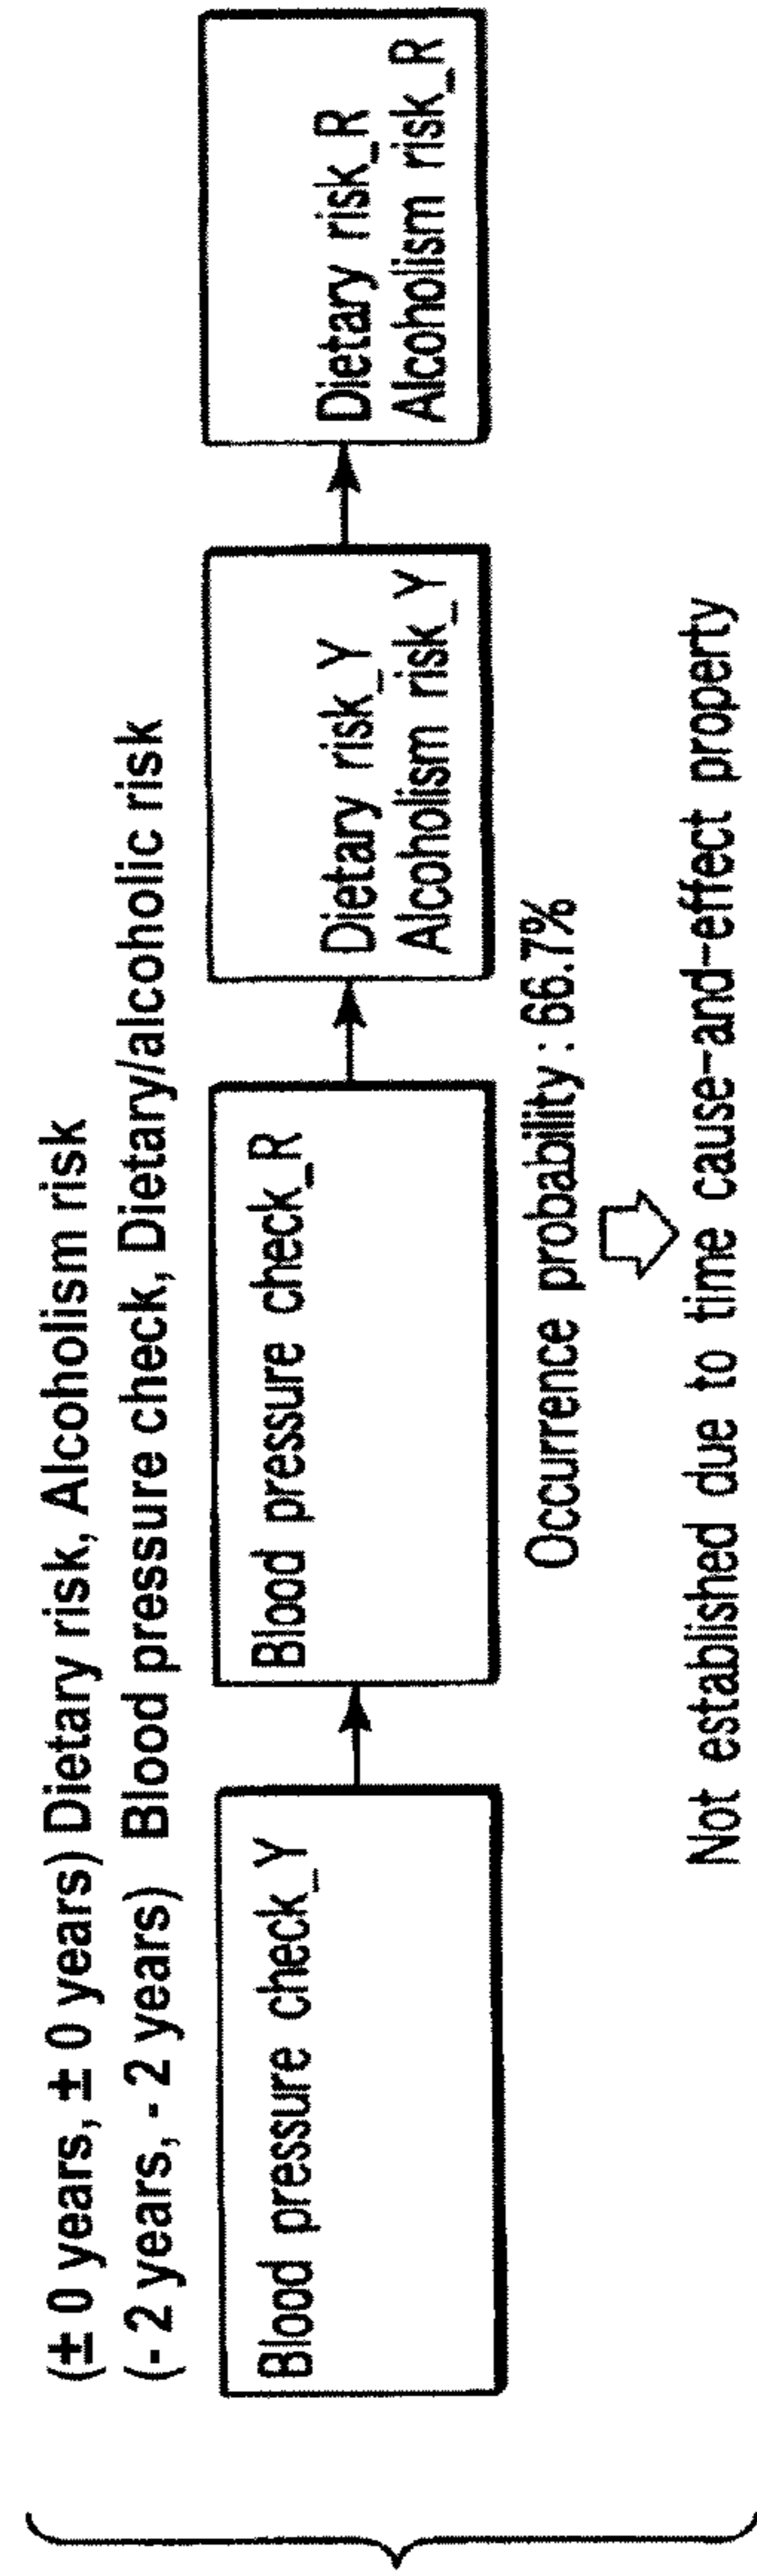 (± 0 years, ± 0 years) Dietary risk, Alcoholism risk
(- 2 years, - 2 years) Blood pressure check, Dietary/alcoholic risk
Blood pressure check_Y
Blood pressure check_R
Dietary risk_Y
Alcoholism risk_Y
Dietary risk_R
Alcoholism risk_R
Occurrence probability : 66.7%
Not established due to time cause-and-effect property